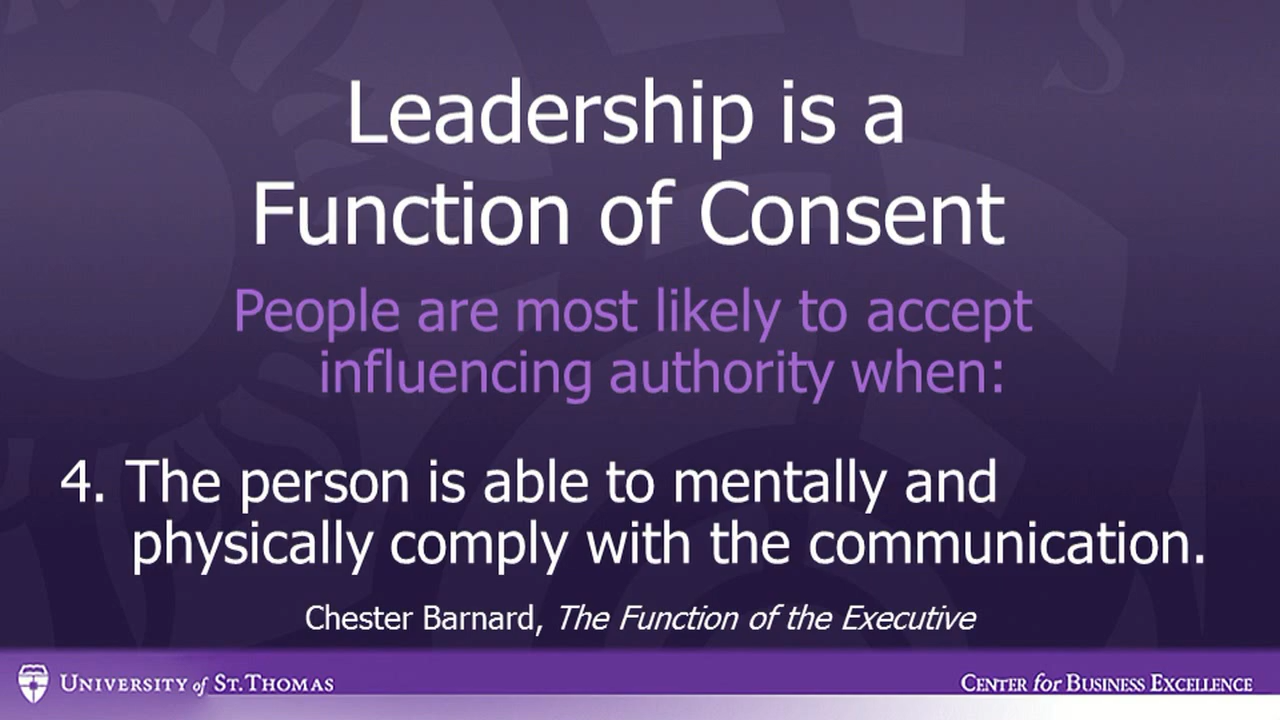 Leadership is a
Function of Consent
People are most likely to accept
influencing authority when:
4. The person is able to mentally and
physically comply with the communication.
Chester Barnard, The Function of the Executive
UNIVERSITY of ST. THOMAS
CENTER for BUSINESS EXCELLENCE